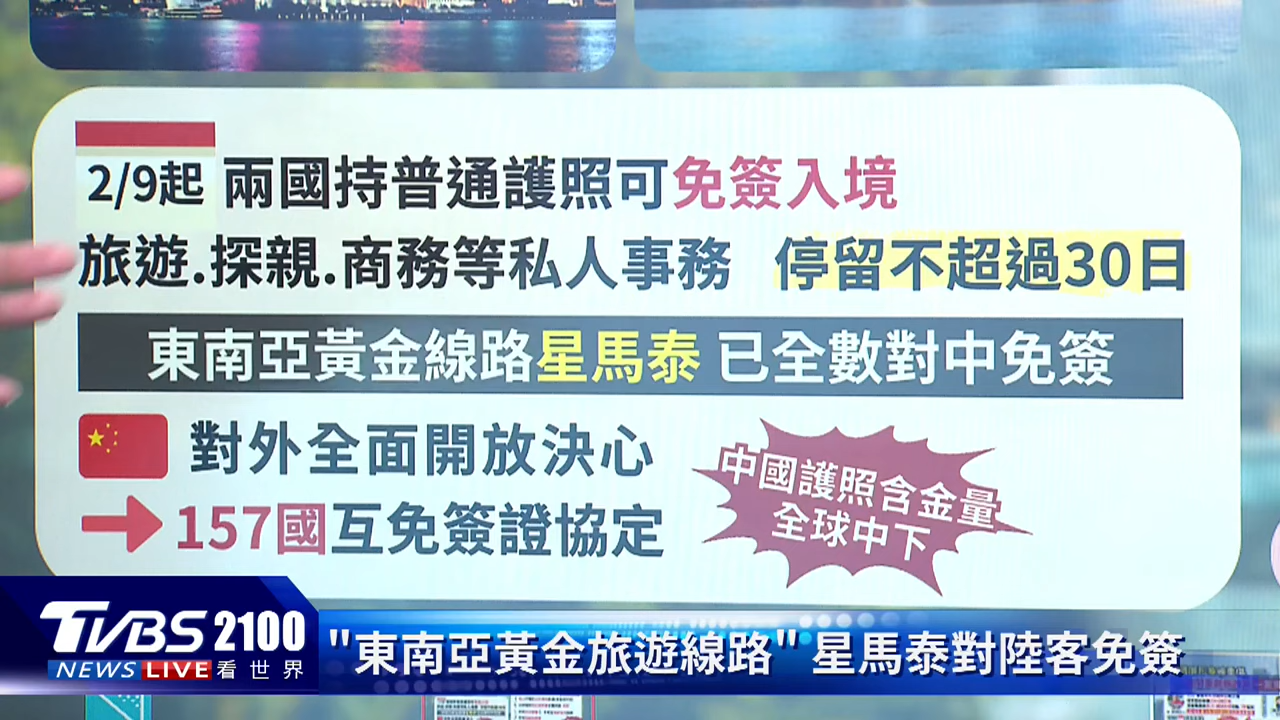 2/9起 兩國持普通護照可免簽入境
旅遊.探親.商務等私人事務 停留不超過30日
東南亞黃金線路星馬泰 已全數對中免簽
對外全面開放決心
157國互免簽證協定
中國護照含金量
全球中下
TVBS 2100
NEWS LIVE 看世界
"東南亞黃金旅遊線路" 星馬泰對陸客免簽